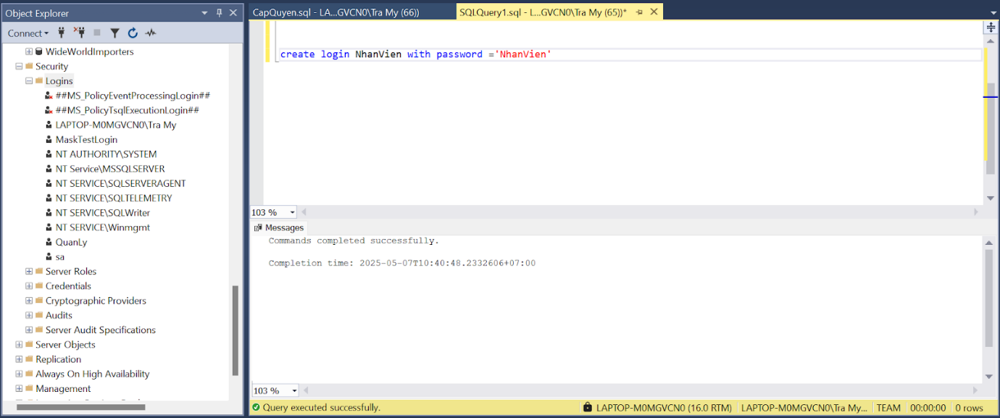 Object Explorer
Connect
WideWorldImporters
Security
Logins
##MS_PolicyEventProcessingLogin##
##MS_PolicyTsqlExecutionLogin##
LAPTOP-M0MGVCN0\Tra My
MaskTestLogin
NT AUTHORITY\SYSTEM
NT Service\MSSQLSERVER
NT SERVICE\SQLSERVERAGENT
NT SERVICE\SQLTELEMETRY
NT SERVICE\SQLWriter
NT SERVICE\Winmgmt
QuanLy
sa
Server Roles
Credentials
Cryptographic Providers
Audits
Server Audit Specifications
Server Objects
Replication
Always On High Availability
Management
CapQuyen.sql - LA...GVCN0\Tra My (66))
SQLQuery1.sql - L...GVCN0\Tra My (65))*
create login NhanVien with password ='NhanVien'
103 %
Messages
Commands completed successfully.
Completion time: 2025-05-07T10:40:48.2332606+07:00
103 %
Query executed successfully.
LAPTOP-M0MGVCN0 (16.0 RTM)
LAPTOP-M0MGVCN0\Tra My...
TEAM
00:00:00
0 rows